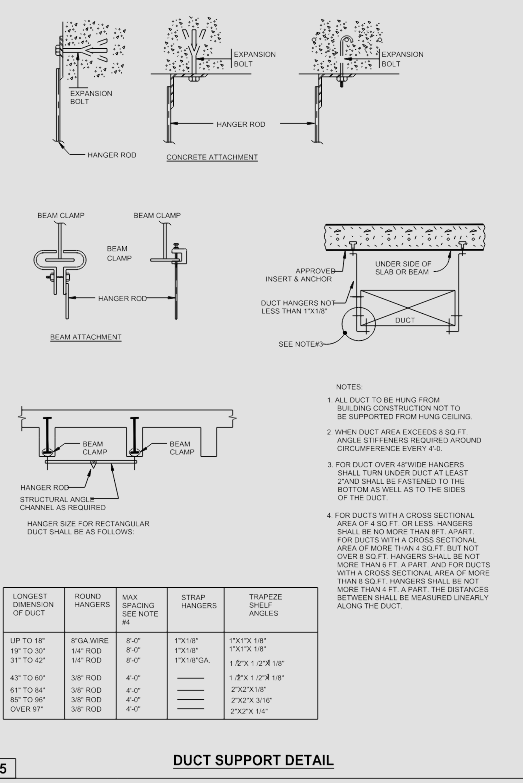 EXPANSION
BOLT
EXPANSION
BOLT
EXPANSION
BOLT
HANGER ROD
HANGER ROD
CONCRETE ATTACHMENT
BEAM CLAMP
BEAM CLAMP
BEAM
CLAMP
HANGER ROD
BEAM ATTACHMENT
APPROVED
INSERT & ANCHOR
UNDER SIDE OF
SLAB OR BEAM
DUCT HANGERS NOT
LESS THAN 1"X1/8"
DUCT
SEE NOTE#3
BEAM
CLAMP
BEAM
CLAMP
HANGER ROD
STRUCTURAL ANGLE
CHANNEL AS REQUIRED
HANGER SIZE FOR RECTANGULAR
DUCT SHALL BE AS FOLLOWS:
NOTES:
1. ALL DUCT TO BE HUNG FROM
BUILDING CONSTRUCTION NOT TO
BE SUPPORTED FROM HUNG CEILING.
2. WHEN DUCT AREA EXCEEDS 8 SQ.FT.
ANGLE STIFFENERS REQUIRED AROUND
CIRCUMFERENCE EVERY 4'-0.
3. FOR DUCT OVER 48"WIDE HANGERS
SHALL TURN UNDER DUCT AT LEAST
2"AND SHALL BE FASTENED TO THE
BOTTOM AS WELL AS TO THE SIDES
OF THE DUCT.
4. FOR DUCTS WITH A CROSS SECTIONAL
AREA OF 4 SQ.FT. OR LESS, HANGERS
SHALL BE NO MORE THAN 8FT. APART.
FOR DUCTS WITH A CROSS SECTIONAL
AREA OF MORE THAN 4 SQ.FT. BUT NOT
OVER 8 SQ.FT. HANGERS SHALL BE NOT
MORE THAN 6 FT. A PART. AND FOR DUCTS
WITH A CROSS SECTIONAL AREA OF MORE
THAN 8 SQ.FT. HANGERS SHALL BE NOT
MORE THAN 4 FT. A PART. THE DISTANCES
BETWEEN SHALL BE MEASURED LINEARLY
ALONG THE DUCT.
LONGEST DIMENSION OF DUCT ROUND HANGERS MAX SPACING SEE NOTE #4 STRAP HANGERS TRAPEZE SHELF ANGLES
UP TO 18" 8"GA.WIRE 8'-0" 1"X1/8" 1"X1"X 1/8"
19" TO 30" 1/4" ROD 8'-0" 1"X1/8" 1"X1"X 1/8"
31" TO 42" 1/4" ROD 8'-0" 1"X1/8"GA. 1 /2"X 1 /2"X 1/8"
43" TO 60" 3/8" ROD 4'-0" 1 /2"X 1 /2"X 1/8"
61" TO 84" 3/8" ROD 4'-0" 2"X2"X1/8"
85" TO 96" 3/8" ROD 4'-0" 2"X2"X 3/16"
OVER 97" 3/8" ROD 4'-0" 2"X2"X 1/4"
DUCT SUPPORT DETAIL
5